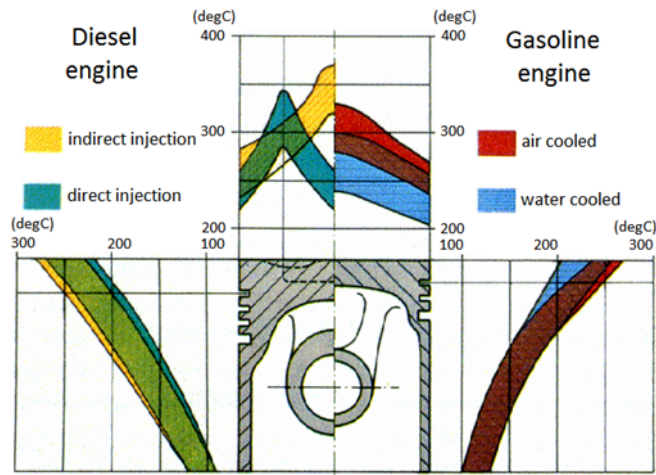 (degC)
(degC)
400
400
Diesel
engine
Gasoline
engine
indirect injection
300
300
air cooled
direct injection
water cooled
(degC)
200
200
(degC)
300
200
100
100
200
300